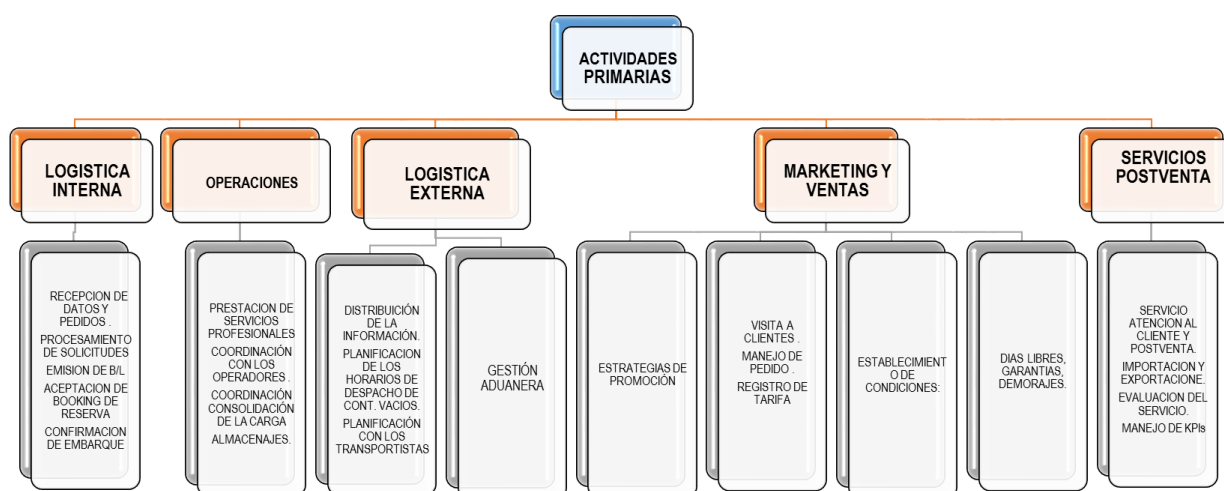 ACTIVIDADES
PRIMARIAS
LOGISTICA
INTERNA
OPERACIONES
LOGISTICA
EXTERNA
MARKETING Y
VENTAS
SERVICIOS
POSTVENTA
RECEPCION DE
DATOS Y
PEDIDOS .
PROCESAMIENTO
DE SOLICITUDES
EMISION DE B/L
ACEPTACION DE
BOOKING DE
RESERVA
CONFIRMACION
DE EMBARQUE
PRESTACION DE
SERVICIOS
PROFESIONALES
COORDINACIÓN
CON LOS
OPERADORES .
COORDINACIÓN
CONSOLIDACIÓN
DE LA CARGA
ALMACENAJES.
DISTRIBUICIÓN
DE LA
INFORMACIÓN.
PLANIFICACION
DE LOS
HORARIOS DE
DESPACHO DE
CONT. VACIOS.
PLANIFICACIÓN
CON LOS
TRANSPORTISTAS
GESTIÓN
ADUANERA
ESTRATEGIAS DE
PROMOCIÓN
VISITA A
CLIENTES .
MANEJO DE
PEDIDO .
REGISTRO DE
TARIFA
ESTABLECIMIENT
O DE
CONDICIONES:
DIAS LIBRES,
GARANTIAS,
DEMORAJES.
SERVICIO
ATENCION AL
CLIENTE Y
POSTVENTA.
IMPORTACION Y
EXPORTACIONE.
EVALUACION DEL
SERVICIO.
MANEJO DE KPIs